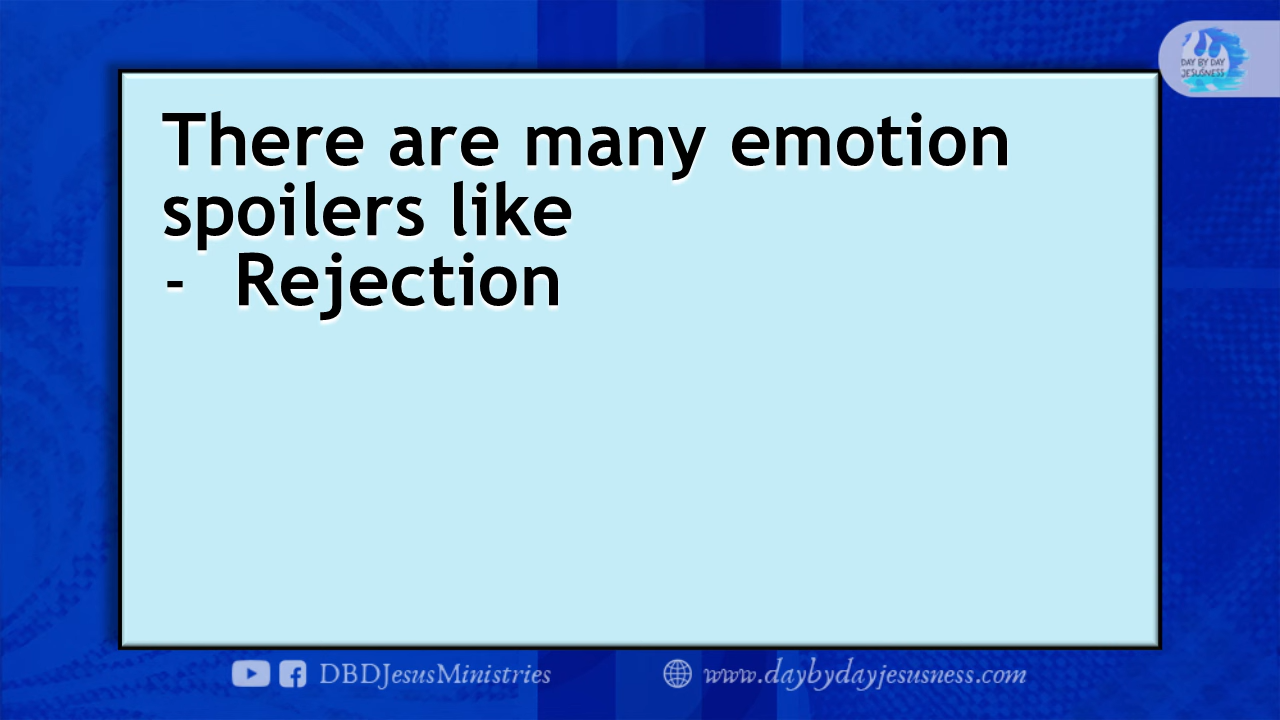 DAY BY DAY
JESUSNESS
There are many emotion
spoilers like
- Rejection
DBDJesusMinistries
www.daybydayjesusness.com